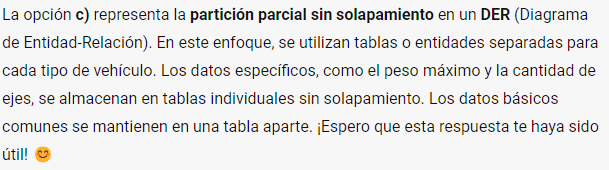 La opción c) representa la partición parcial sin solapamiento en un DER (Diagrama
de Entidad-Relación). En este enfoque, se utilizan tablas o entidades separadas para
cada tipo de vehículo. Los datos específicos, como el peso máximo y la cantidad de
ejes, se almacenan en tablas individuales sin solapamiento. Los datos básicos
comunes se mantienen en una tabla aparte. ¡Espero que esta respuesta te haya sido
útil! 😊